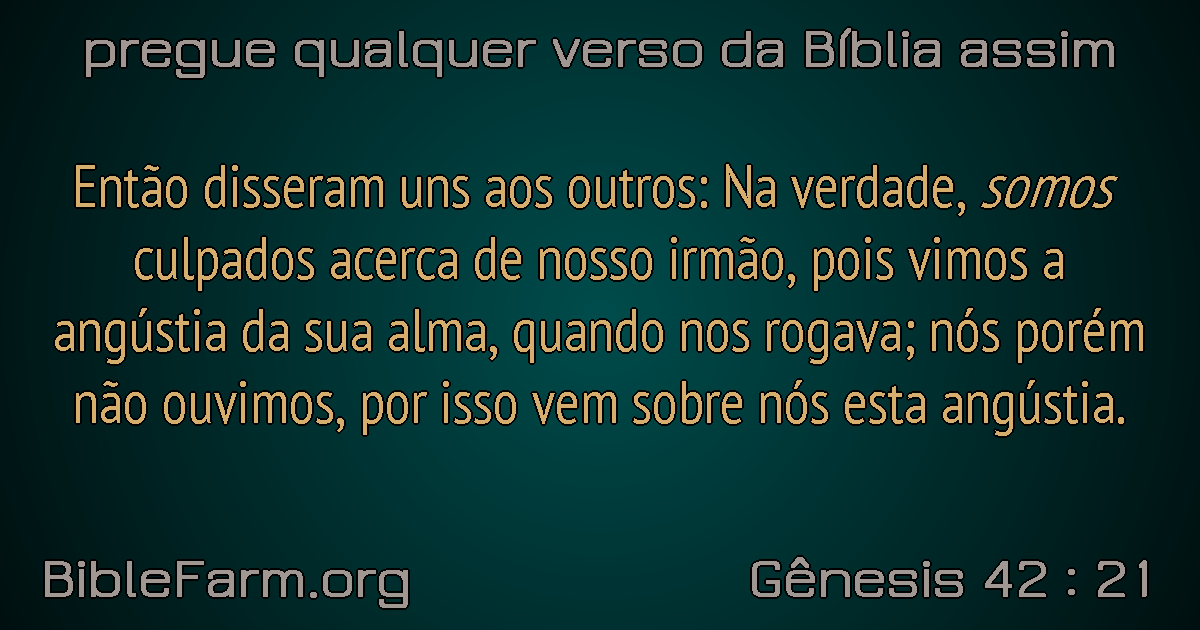 pregue qualquer verso da Bíblia assim
Então disseram uns aos outros: Na verdade, somos
culpados acerca de nosso irmão, pois vimos a
angústia da sua alma, quando nos rogava; nós porém
não ouvimos, por isso vem sobre nós esta angústia.
BibleFarm.org
Gênesis 42 : 21